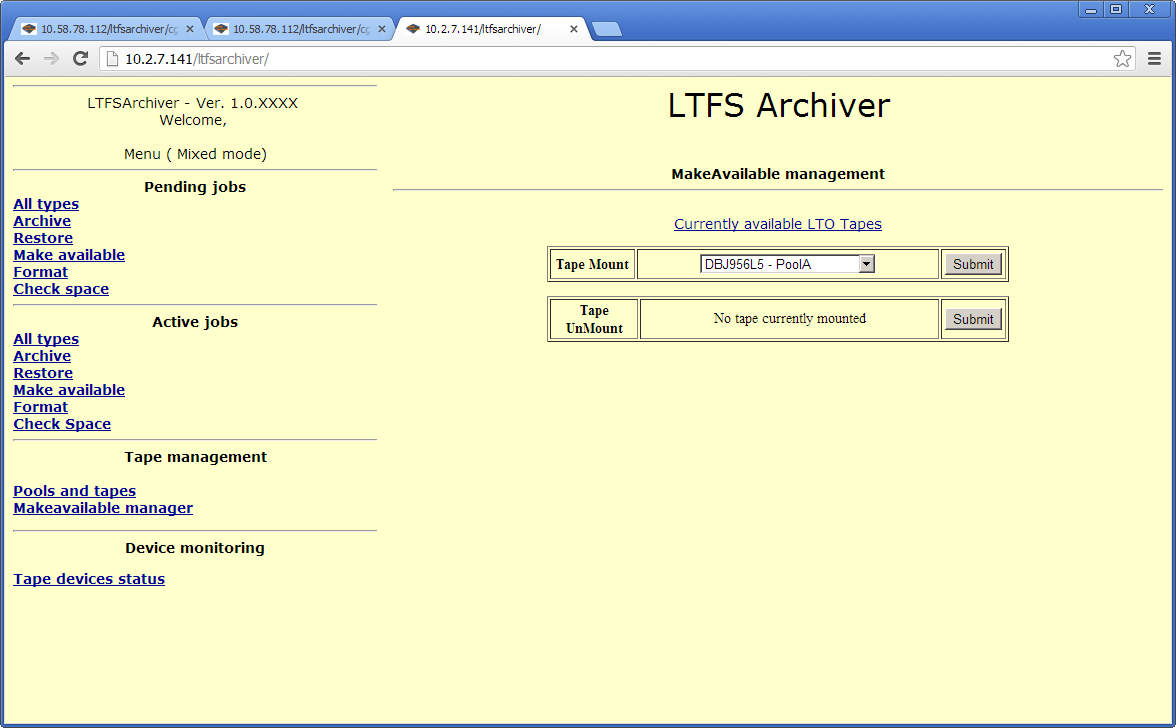 10.58.78.112/ltfsarchiver/cg
10.58.78.112/ltfsarchiver/cg
10.2.7.141/ltfsarchiver/
10.2.7.141/ltfsarchiver/
LTFSArchiver - Ver. 1.0.XXXX
Welcome,
Menu ( Mixed mode)
Pending jobs
All types
Archive
Restore
Make available
Format
Check space
Active jobs
All types
Archive
Restore
Make available
Format
Check Space
Tape management
Pools and tapes
Makeavailable manager
Device monitoring
Tape devices status
LTFS Archiver
MakeAvailable management
Currently available LTO Tapes
Tape Mount DBJ956L5 - PoolA Submit
Tape
UnMount No tape currently mounted Submit